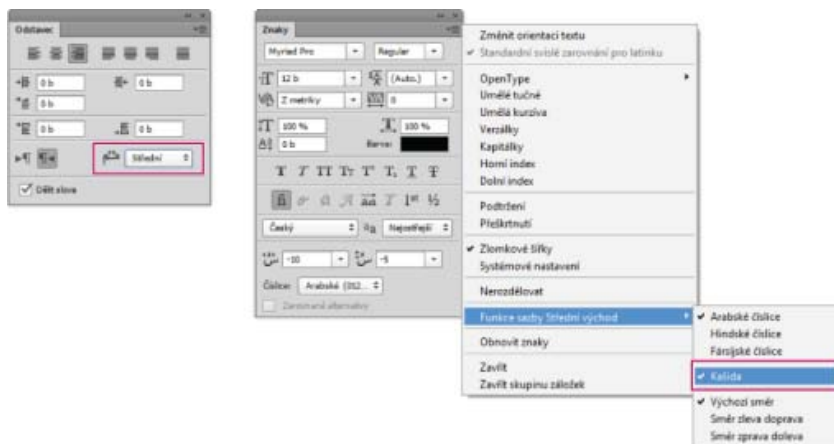 Odstavec
0 b
0 b
0 b
0 b
0 b
Střední
Dělit slova
Znaky
Myriad Pro
Regular
12 b
(Auto.)
Z metriky
0
100 %
100 %
0 b
Barva:
Český
Nejostřejší
-10
-5
Číslice:
Arabské (012...
Zarovnané alternativy
Změnit orientaci textu
Standardní svislé zarovnání pro latinku
OpenType
Umělé tučné
Umělá kurzíva
Verzálky
Kapitálky
Horní index
Dolní index
Podtržení
Přeškrtnutí
Zlomkové šířky
Systémové nastavení
Nerozdělovat
Funkce sazby Střední východ
Obnovit znaky
Zavřít
Zavřít skupinu záložek
Arabské číslice
Hindské číslice
Fársíjské číslice
Kašida
Výchozí směr
Směr zleva doprava
Směr zprava doleva